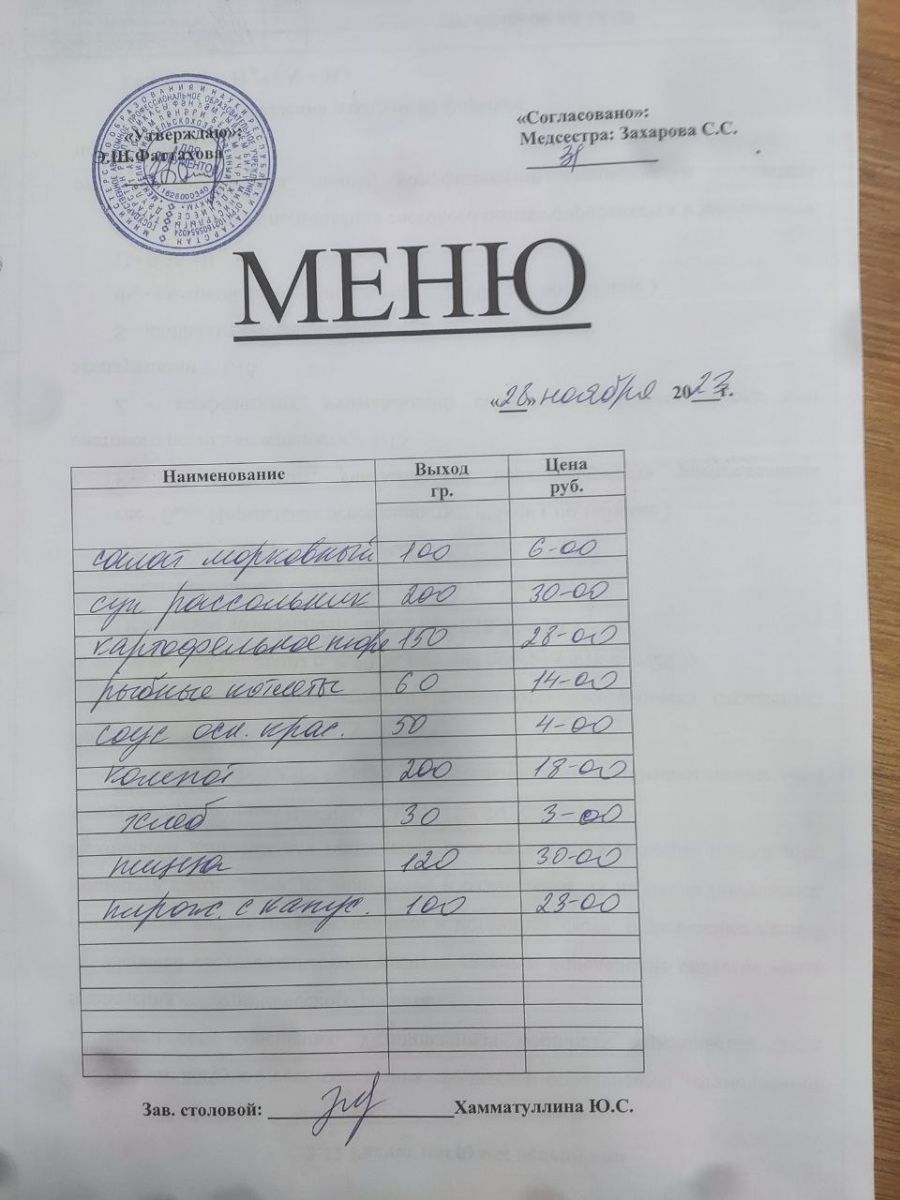 «Утверждаю»:
Э.Ш.Фаттахова
«Согласовано»:
Медсестра: Захарова С.С.
МЕНЮ
«28» ноября 2023 г.
Наименование Выход гр. Цена руб.
салат морковный 100 6-00
суп рассольник 200 30-00
картофельное пюре 150 28-00
рыбные котлеты 60 14-00
соус осн. крас. 50 4-00
компот 200 18-00
хлеб 30 3-00
пицца 120 30-00
пирож. с капус. 100 23-00
Зав. столовой: Хамматуллина Ю.С.